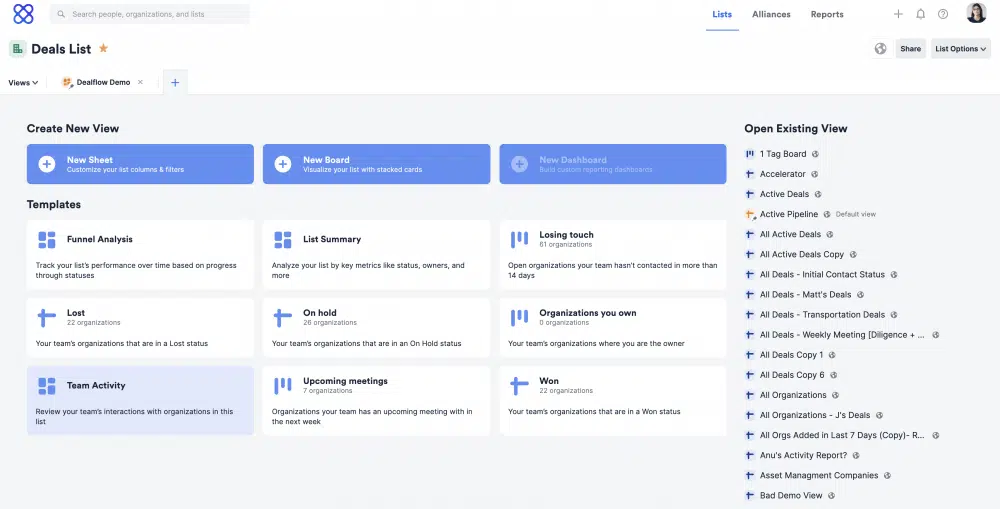 Search people, organizations, and lists
Lists
Alliances
Reports
Deals List
Share
List Options
Views
Dealflow Demo
Create New View
New Sheet
Customize your list columns & filters
New Board
Visualize your list with stacked cards
New Dashboard
Build custom reporting dashboards
Templates
Funnel Analysis
Track your list's performance over time based on progress
through statuses
List Summary
Analyze your list by key metrics like status, owners, and
more
Losing touch
61 organizations
Open organizations your team hasn't contacted in more than
14 days
Lost
22 organizations
Your team's organizations that are in a Lost status
On hold
26 organizations
Your team's organizations that are in an On Hold status
Organizations you own
0 organizations
Your team's organizations where you are the owner
Team Activity
Review your team's interactions with organizations in this
list
Upcoming meetings
7 organizations
Organizations your team has an upcoming meeting with in
the next week
Won
22 organizations
Your team's organizations that are in a Won status
Open Existing View
1 Tag Board
Accelerator
Active Deals
Active Pipeline Default view
All Active Deals
All Active Deals Copy
All Deals - Initial Contact Status
All Deals - Matt's Deals
All Deals - Transportation Deals
All Deals - Weekly Meeting [Diligence + ...
All Deals Copy 1
All Deals Copy 6
All Organizations
All Organizations - J's Deals
All Orgs Added in Last 7 Days (Copy)- R...
Anu's Activity Report?
Asset Managment Companies
Bad Demo View